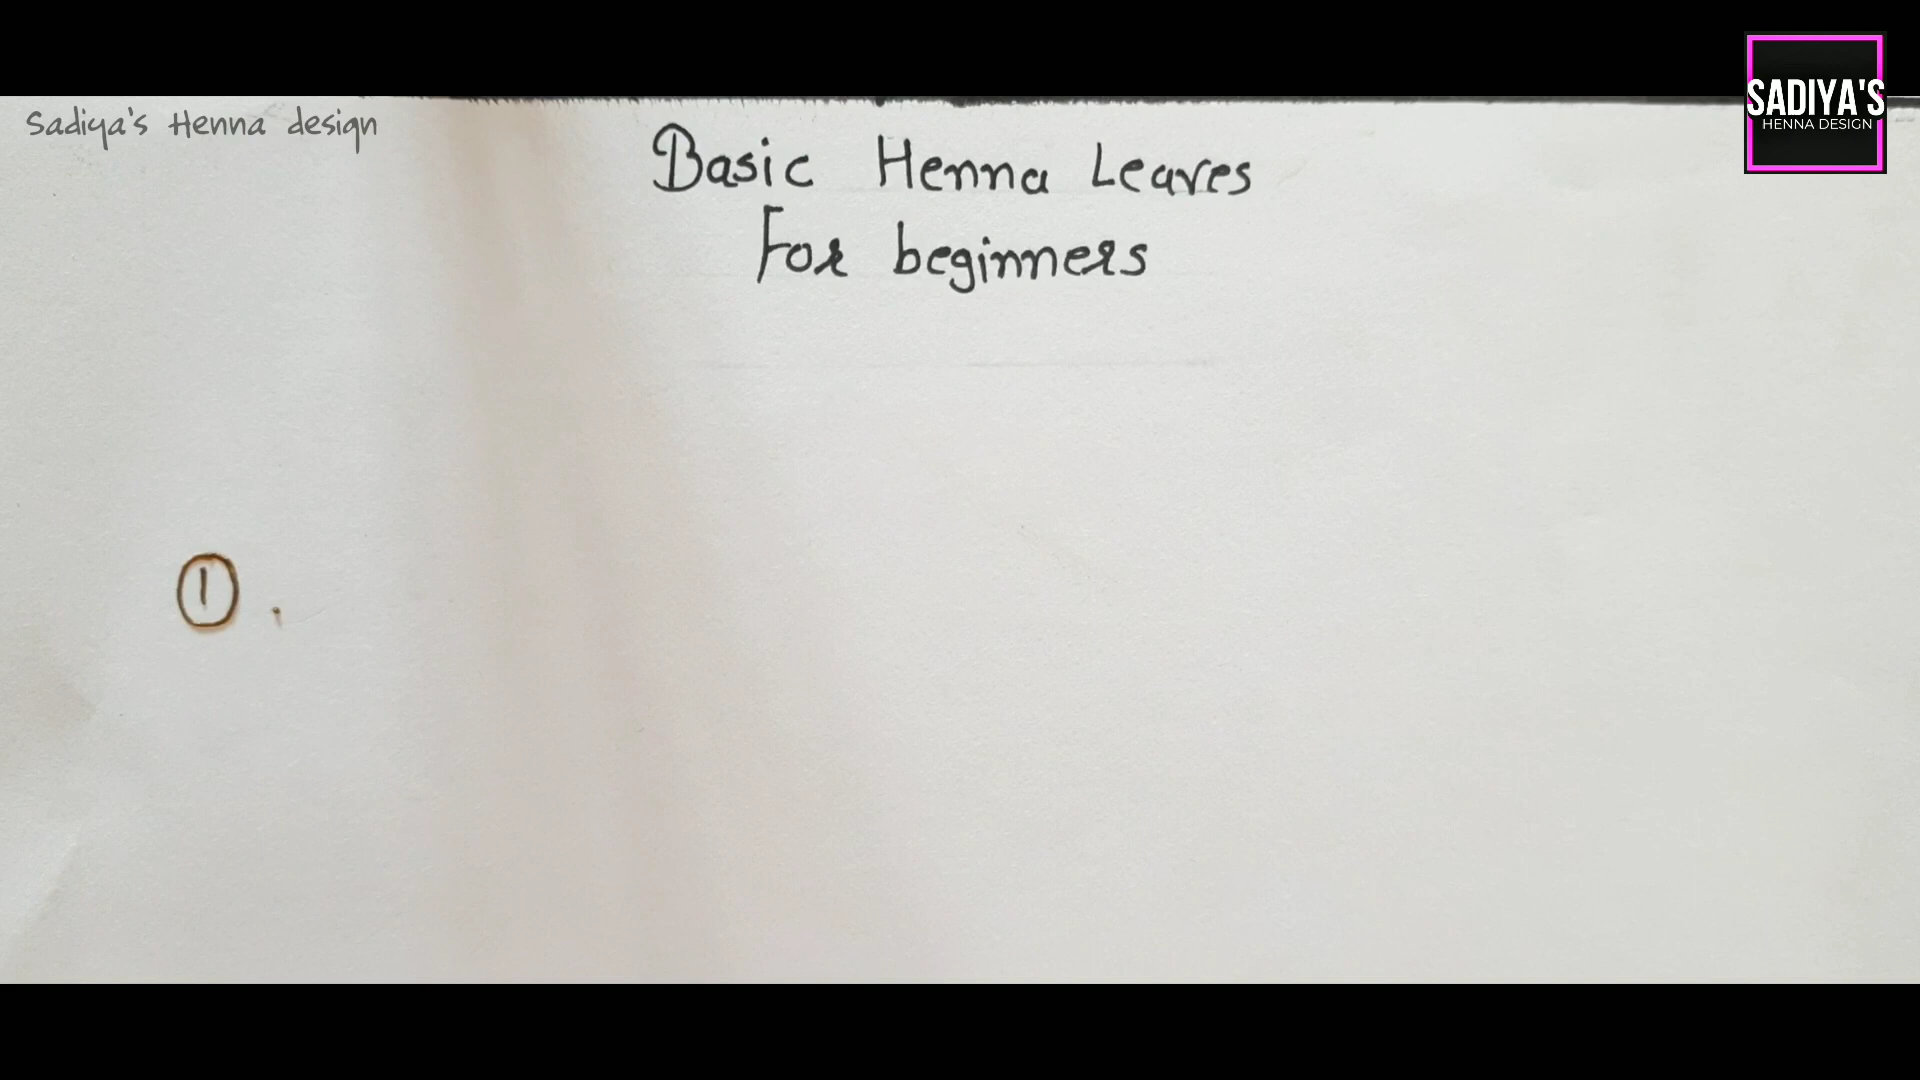 Sadiya's Henna design
SADIYA'S
HENNA DESIGN
Basic Henna Leaves
For beginners
1.